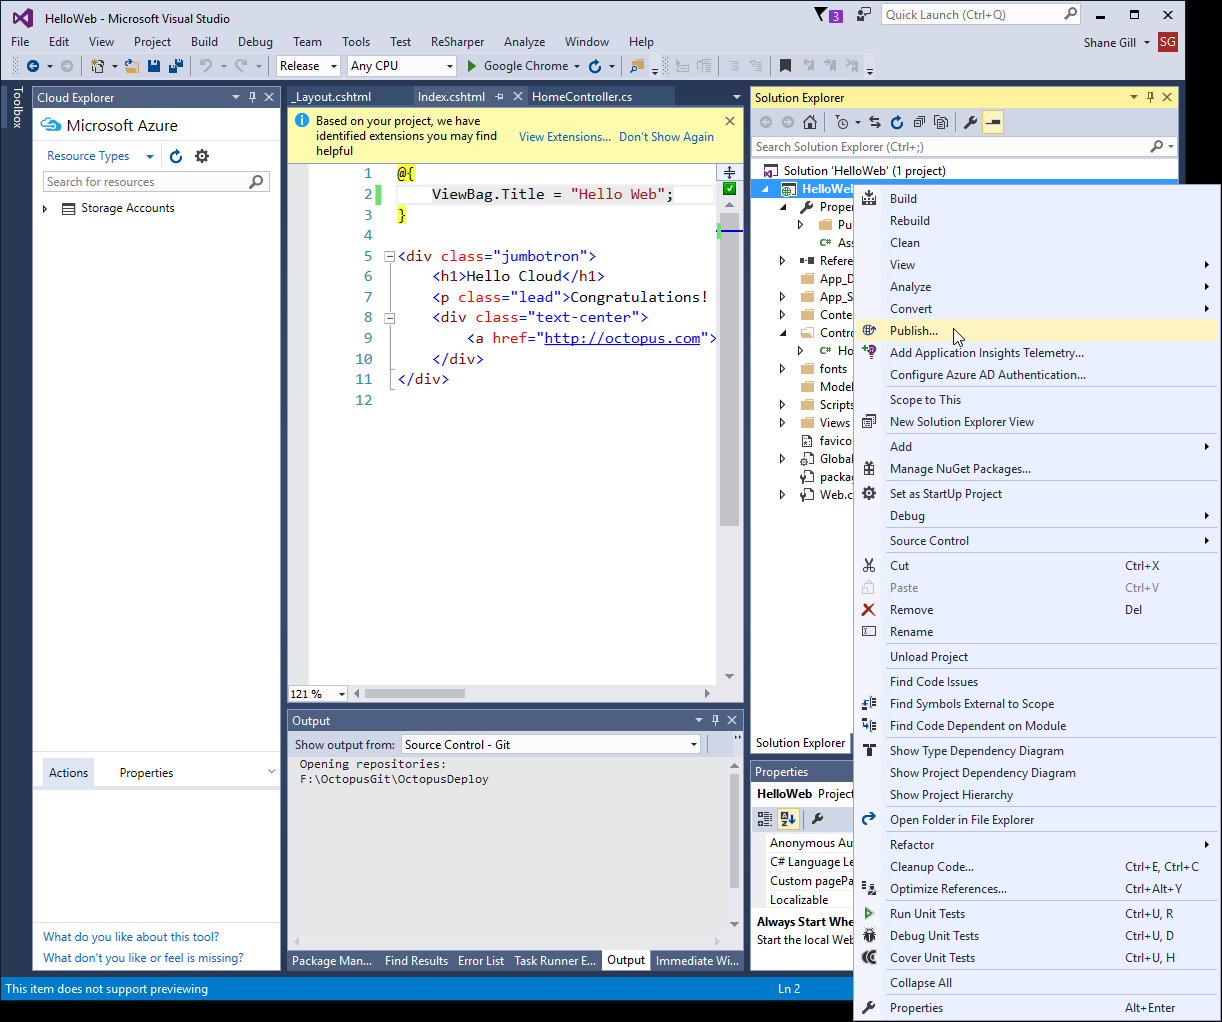 HelloWeb - Microsoft Visual Studio
3
Quick Launch (Ctrl+Q)
File Edit View Project Build Debug Team Tools Test ReSharper Analyze Window Help
Shane Gill SG
Release Any CPU Google Chrome
Toolbox
Cloud Explorer
Microsoft Azure
Resource Types
Search for resources
Storage Accounts
Actions Properties
What do you like about this tool?
What don't you like or feel is missing?
_Layout.cshtml Index.cshtml HomeController.cs
Based on your project, we have
identified extensions you may find
helpful
View Extensions... Don't Show Again
1 @{
2 ViewBag.Title = "Hello Web";
3 }
4
5 <div class="jumbotron">
6 <h1>Hello Cloud</h1>
7 <p class="lead">Congratulations!
8 <div class="text-center">
9 <a href="http://octopus.com">
10 </div>
11 </div>
12
121 %
Output
Show output from: Source Control - Git
Opening repositories:
F:\OctopusGit\OctopusDeploy
Package Man... Find Results Error List Task Runner E... Output Immediate Wi...
Solution Explorer
Search Solution Explorer (Ctrl+;)
Solution 'HelloWeb' (1 project)
HelloWeb
Proper
Pu
C# Ass
Refere
App_D
App_S
Conte
Contro
C# Ho
fonts
Model
Scripts
Views
favico
Global
packag
Web.c
Solution Explorer
Properties
HelloWeb Project
Anonymous Au
C# Language Le
Custom pagePa
Localizable
Always Start Whe
Start the local Web
Build
Rebuild
Clean
View
Analyze
Convert
Publish...
Add Application Insights Telemetry...
Configure Azure AD Authentication...
Scope to This
New Solution Explorer View
Add
Manage NuGet Packages...
Set as StartUp Project
Debug
Source Control
Cut Ctrl+X
Paste Ctrl+V
Remove Del
Rename
Unload Project
Find Code Issues
Find Symbols External to Scope
Find Code Dependent on Module
Show Type Dependency Diagram
Show Project Dependency Diagram
Show Project Hierarchy
Open Folder in File Explorer
Refactor
Cleanup Code... Ctrl+E, Ctrl+C
Optimize References... Ctrl+Alt+Y
Run Unit Tests Ctrl+U, R
Debug Unit Tests Ctrl+U, D
Cover Unit Tests Ctrl+U, H
Collapse All
Properties Alt+Enter
This item does not support previewing
Ln 2